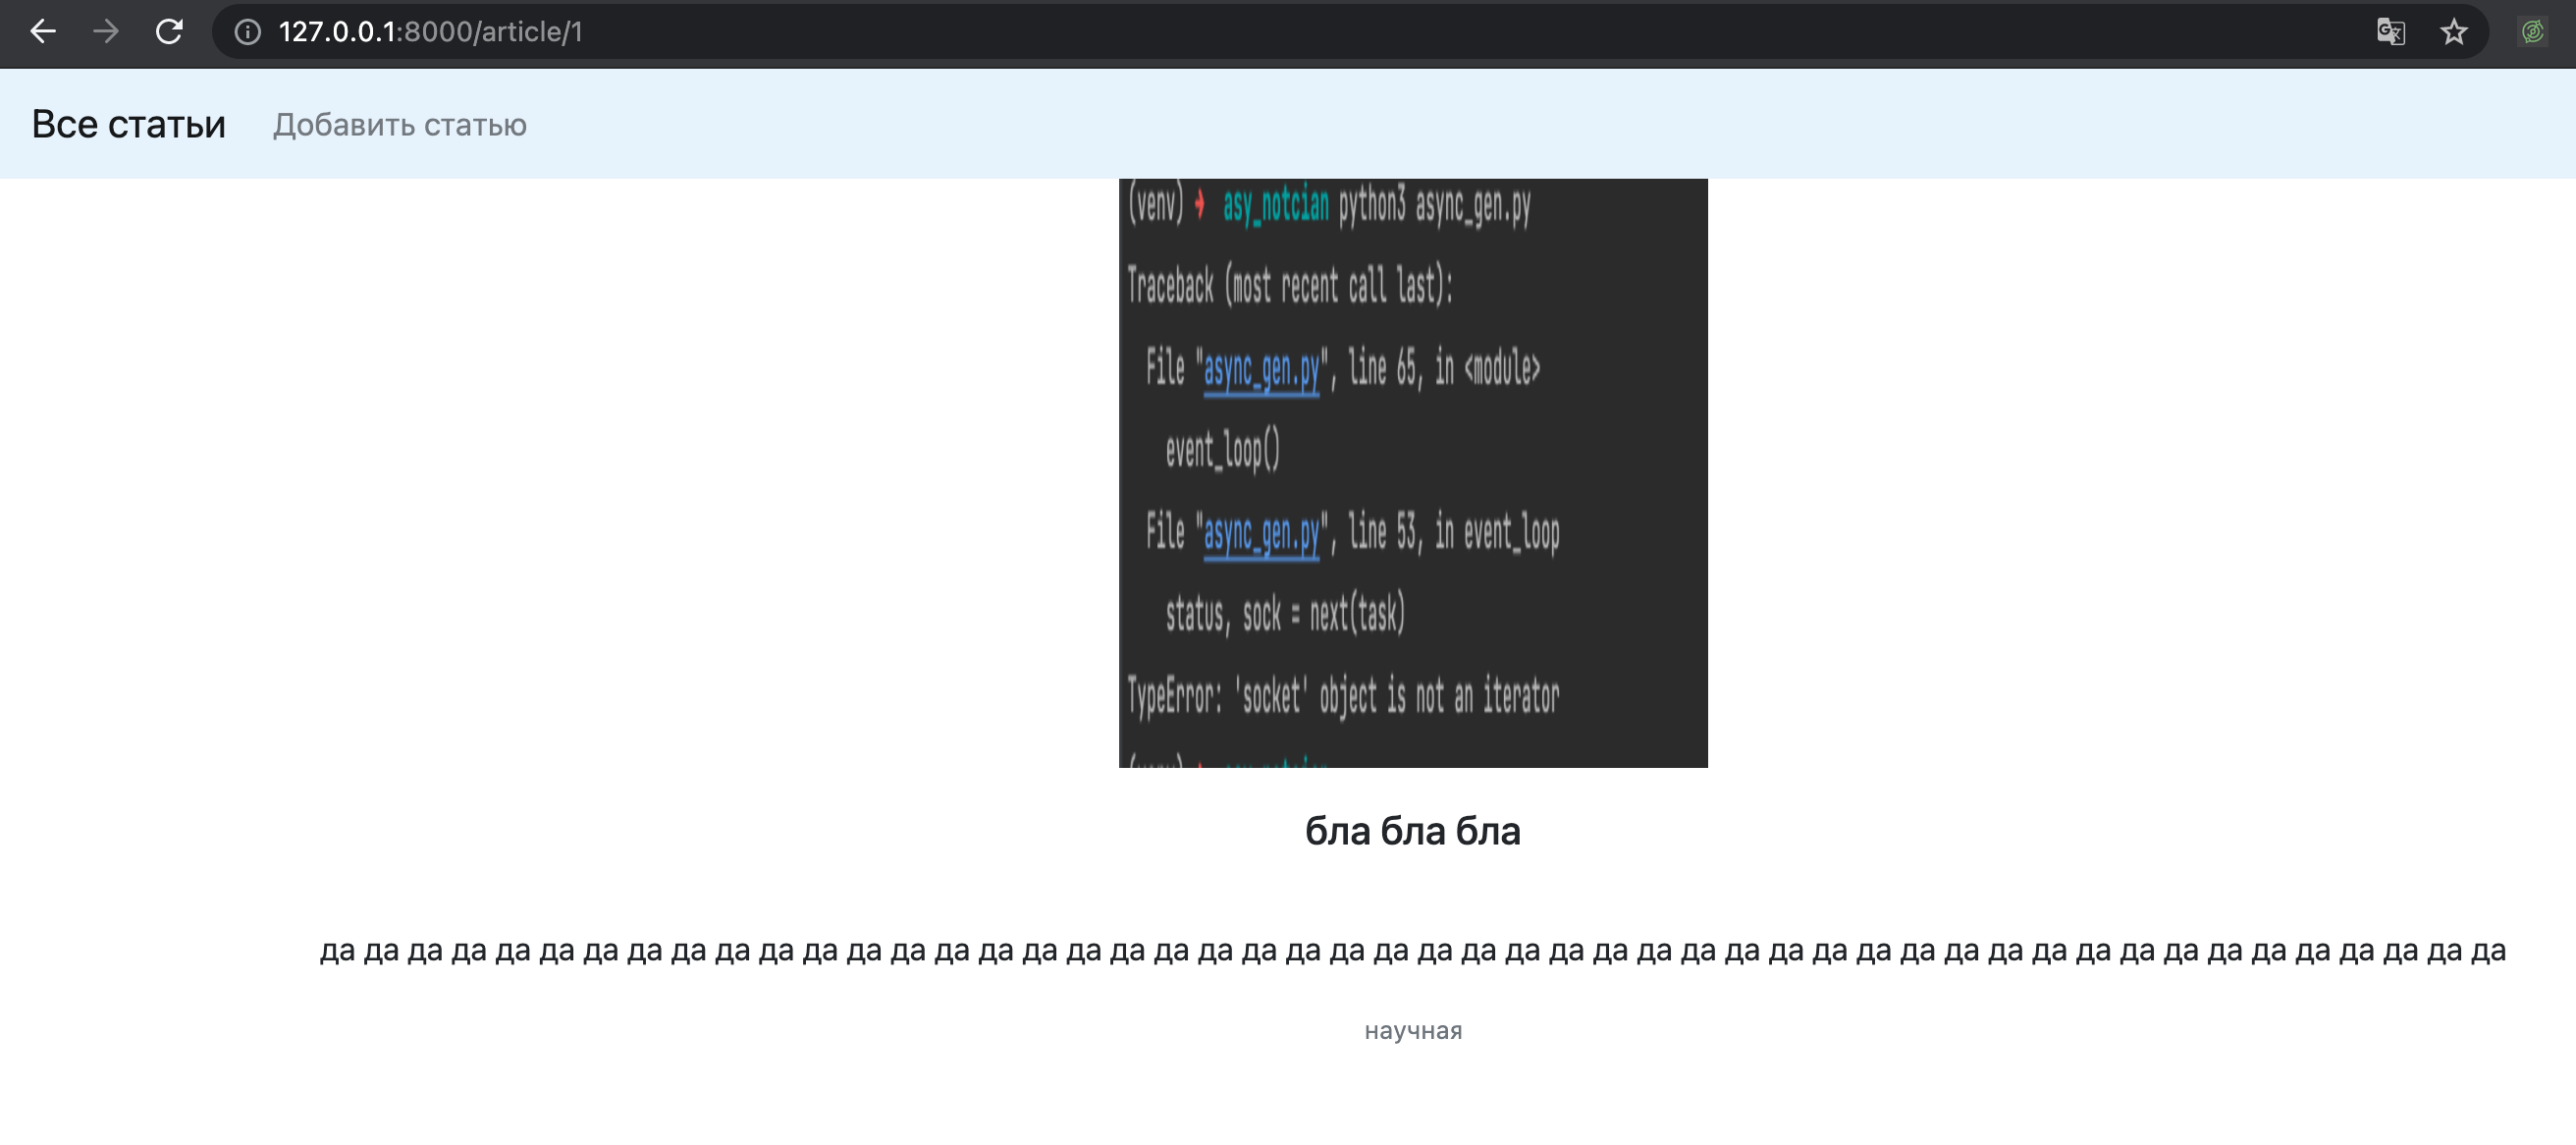 127.0.0.1:8000/article/1
Все статьи Добавить статью
(venv) ➜ asy_notcian python3 async_gen.py
Traceback (most recent call last):
File "async_gen.py", line 65, in <module>
event_loop()
File "async_gen.py", line 53, in event_loop
status, sock = next(task)
TypeError: 'socket' object is not an iterator
бла бла бла
да да да да да да да да да да да да да да да да да да да да да да да да да да да да да да да да да да да да да да да да да да да да да да да да да да
научная